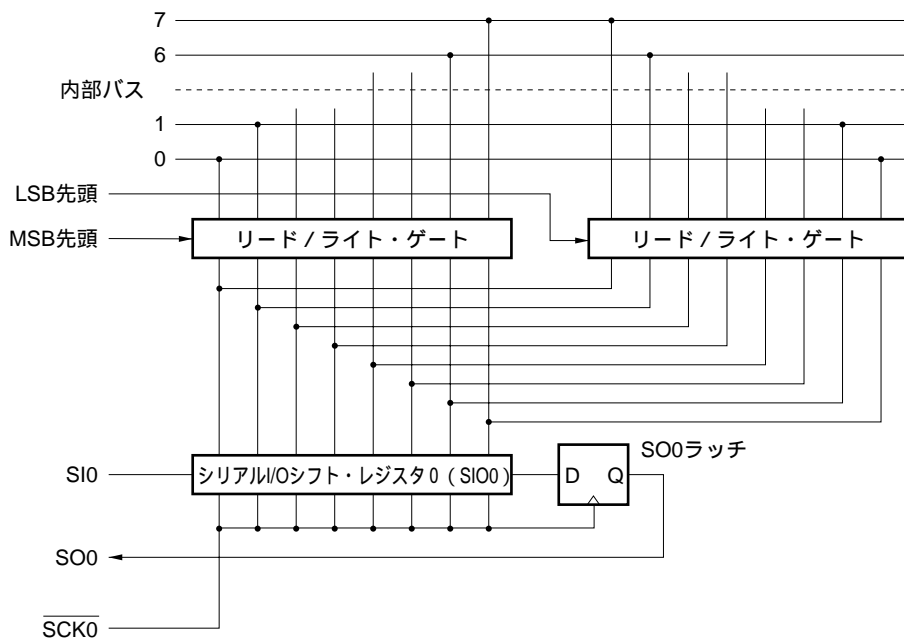 7
6
内部バス
1
0
LSB先頭
MSB先頭
リード/ライト・ゲート
リード/ライト・ゲート
SO0ラッチ
SI0
シリアルI/Oシフト・レジスタ0(SIO0)
D Q
SO0
SCK0